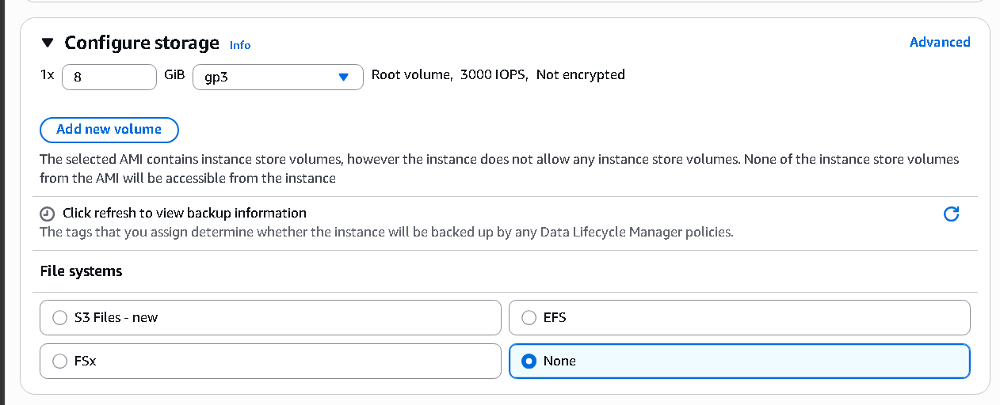 Configure storage Info Advanced
1x 8 GiB gp3 Root volume, 3000 IOPS, Not encrypted
Add new volume
The selected AMI contains instance store volumes, however the instance does not allow any instance store volumes. None of the instance store volumes
from the AMI will be accessible from the instance
Click refresh to view backup information
The tags that you assign determine whether the instance will be backed up by any Data Lifecycle Manager policies.
File systems
S3 Files - new EFS
FSx None